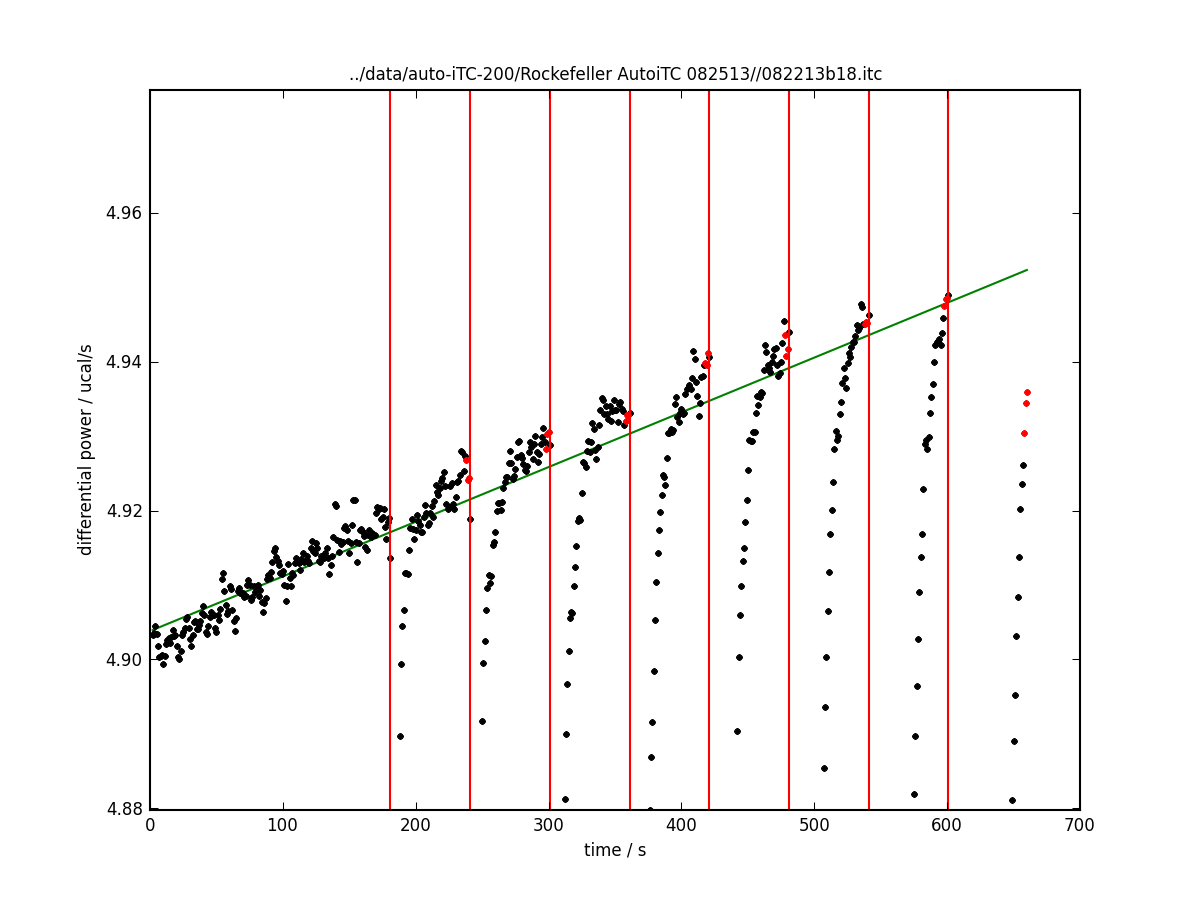 ../data/auto-iTC-200/Rockefeller AutoiTC 082513//082213b18.itc
4.96
4.94
4.92
4.90
4.88
differential power / ucal/s
0 100 200 300 400 500 600 700
time / s